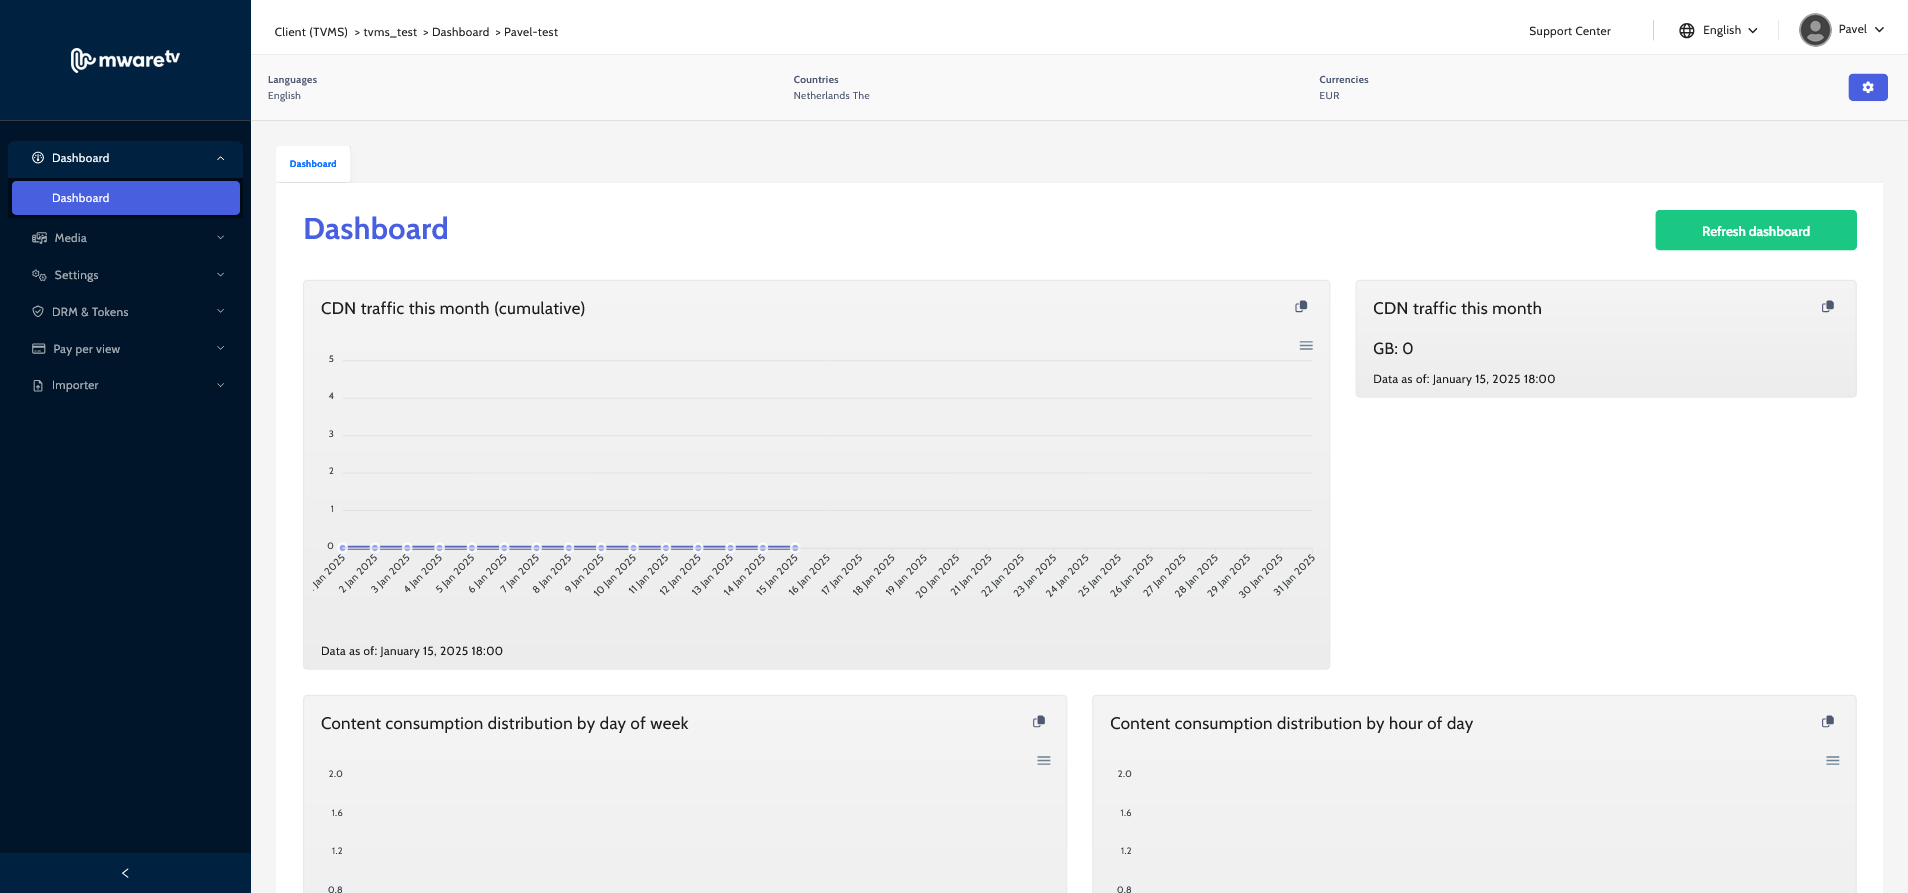 mwaretv
Client (TVMS) > tvms_test > Dashboard > Pavel-test
Support Center
English
Pavel
Languages
English
Countries
Netherlands The
Currencies
EUR
Dashboard
Dashboard
Media
Settings
DRM & Tokens
Pay per view
Importer
Dashboard
Dashboard
Refresh dashboard
CDN traffic this month (cumulative)
5
4
3
2
1
0
Jan 2025
2 Jan 2025
3 Jan 2025
4 Jan 2025
5 Jan 2025
6 Jan 2025
7 Jan 2025
8 Jan 2025
9 Jan 2025
10 Jan 2025
11 Jan 2025
12 Jan 2025
13 Jan 2025
14 Jan 2025
15 Jan 2025
16 Jan 2025
17 Jan 2025
18 Jan 2025
19 Jan 2025
20 Jan 2025
21 Jan 2025
22 Jan 2025
23 Jan 2025
24 Jan 2025
25 Jan 2025
26 Jan 2025
27 Jan 2025
28 Jan 2025
29 Jan 2025
30 Jan 2025
31 Jan 2025
Data as of: January 15, 2025 18:00
CDN traffic this month
GB: 0
Data as of: January 15, 2025 18:00
Content consumption distribution by day of week
2.0
1.6
1.2
0.8
Content consumption distribution by hour of day
2.0
1.6
1.2
0.8